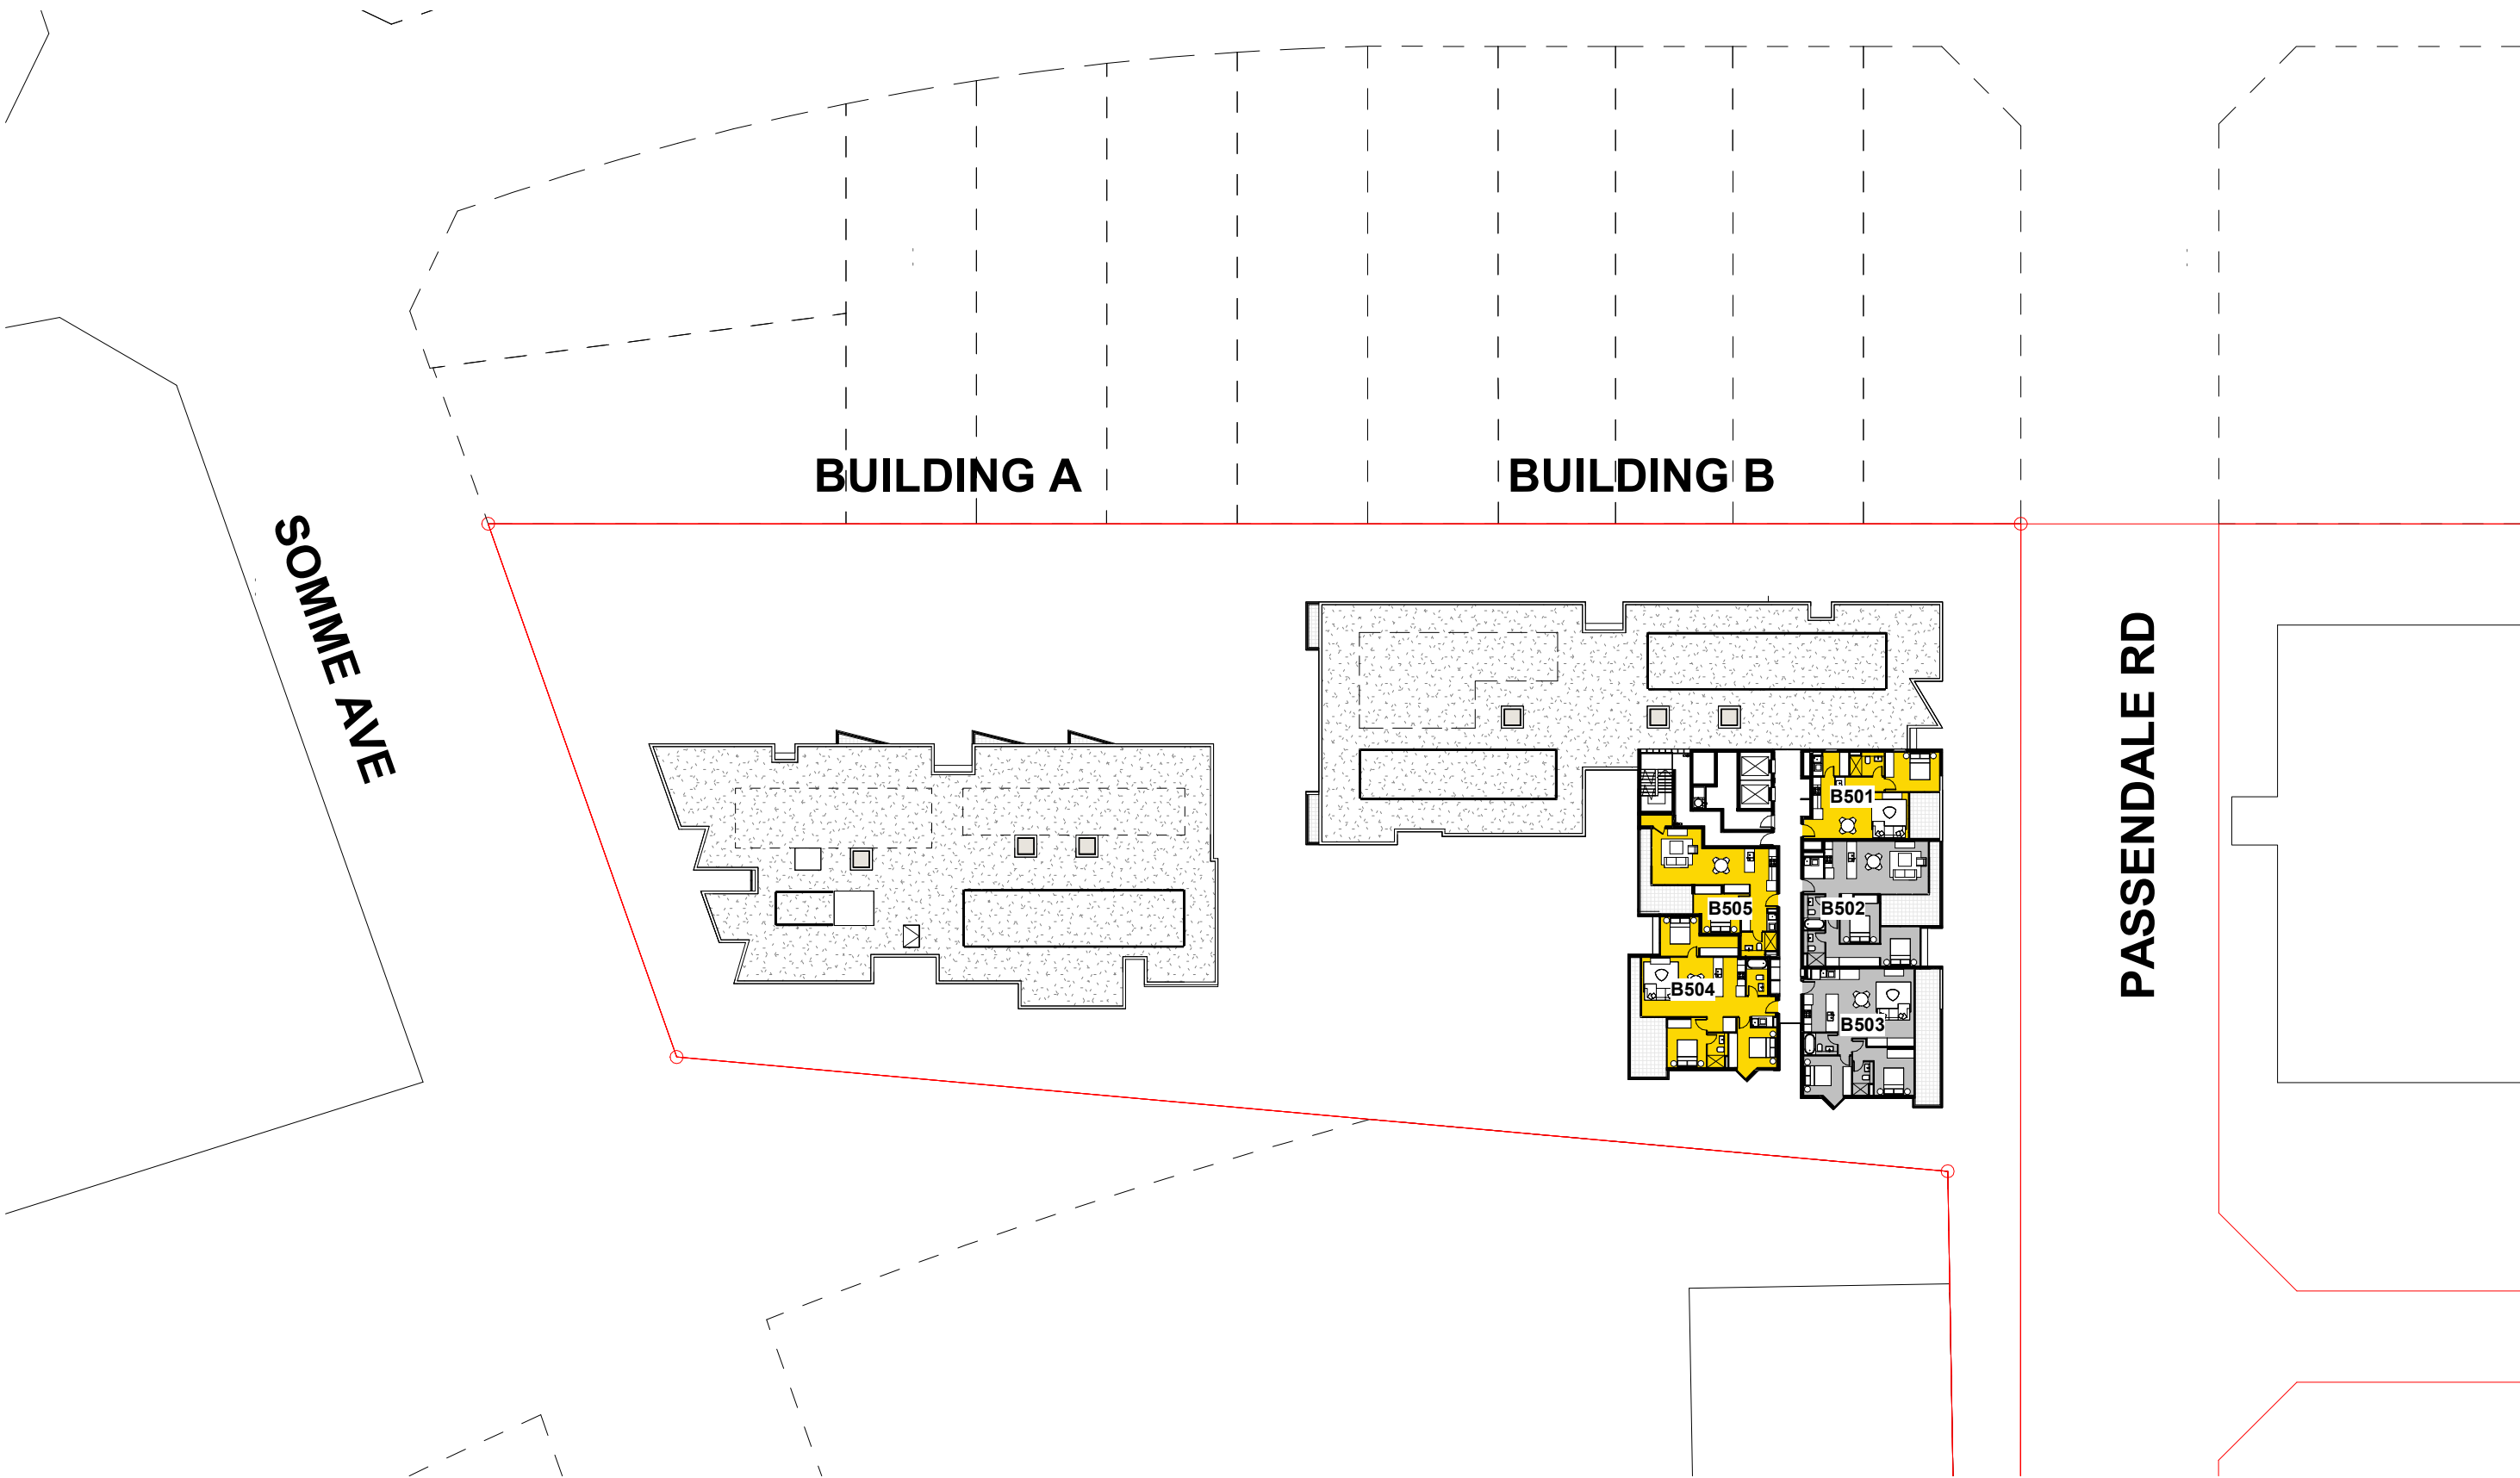 BUILDING A
BUILDING B
SOMME AVE
PASSENDALE RD
B501
B505
B502
B504
B503